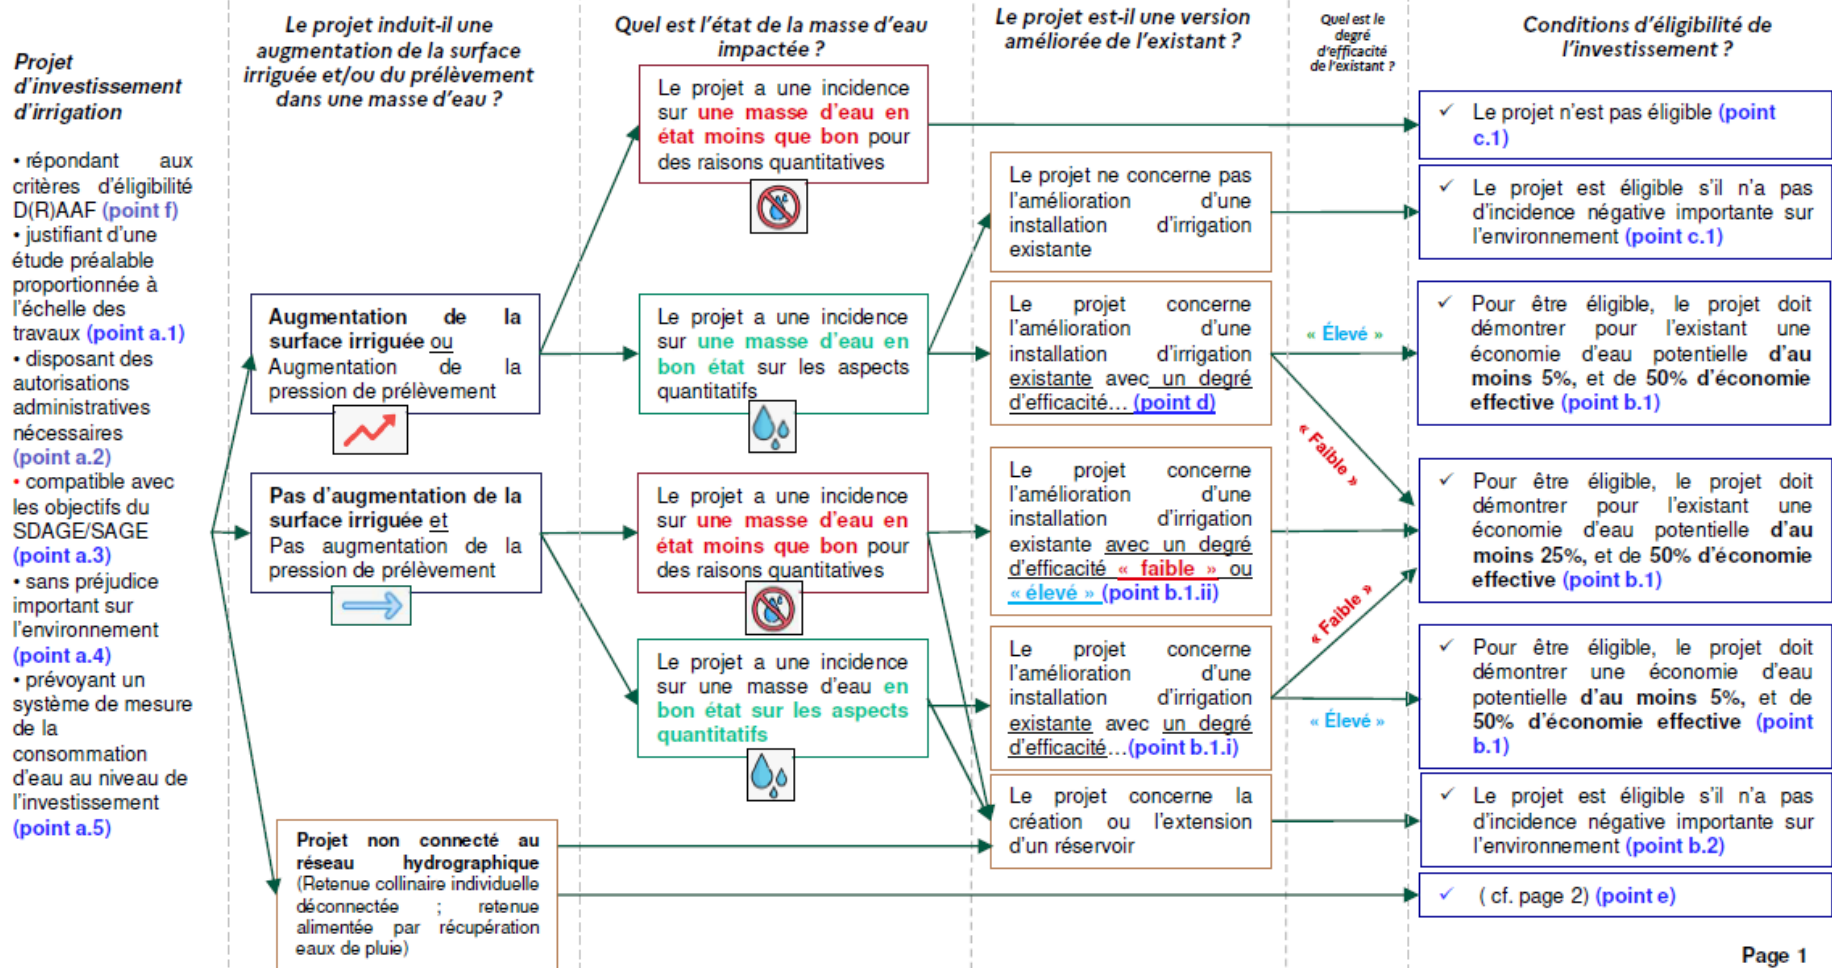 Projet
d'investissement
d'irrigation
• répondant aux
critères d'éligibilité
D(R)AAF (point f)
• justifiant d'une
étude préalable
proportionnée à
l'échelle des
travaux (point a.1)
• disposant des
autorisations
administratives
nécessaires
(point a.2)
• compatible avec
les objectifs du
SDAGE/SAGE
(point a.3)
• sans préjudice
important sur
l'environnement
(point a.4)
• prévoyant un
système de mesure
de la
consommation
d'eau au niveau de
l'investissement
(point a.5)
Le projet induit-il une
augmentation de la surface
irriguée et/ou du prélèvement
dans une masse d'eau ?
Augmentation de la
surface irriguée ou
Augmentation de la
pression de prélèvement
Pas d'augmentation de la
surface irriguée et
Pas augmentation de la
pression de prélèvement
Projet non connecté au
réseau hydrographique
(Retenue collinaire individuelle
déconnectée ; retenue
alimentée par récupération
eaux de pluie)
Quel est l'état de la masse d'eau
impactée ?
Le projet a une incidence
sur une masse d'eau en
état moins que bon pour
des raisons quantitatives
Le projet a une incidence
sur une masse d'eau en
bon état sur les aspects
quantitatifs
Le projet a une incidence
sur une masse d'eau en
état moins que bon pour
des raisons quantitatives
Le projet a une incidence
sur une masse d'eau en
bon état sur les aspects
quantitatifs
Le projet est-il une version
améliorée de l'existant ?
Le projet ne concerne pas
l'amélioration d'une
installation d'irrigation
existante
Le projet concerne
l'amélioration d'une
installation d'irrigation
existante avec un degré
d'efficacité… (point d)
Le projet concerne
l'amélioration d'une
installation d'irrigation
existante avec un degré
d'efficacité « faible » ou
« élevé » (point b.1.ii)
Le projet concerne
l'amélioration d'une
installation d'irrigation
existante avec un degré
d'efficacité…(point b.1.i)
Le projet concerne la
création ou l'extension
d'un réservoir
Quel est le
degré
d'efficacité
de l'existant ?
« Élevé »
« Faible »
« Faible »
« Élevé »
Conditions d'éligibilité de
l'investissement ?
✓ Le projet n'est pas éligible (point
c.1)
✓ Le projet est éligible s'il n'a pas
d'incidence négative importante sur
l'environnement (point c.1)
✓ Pour être éligible, le projet doit
démontrer pour l'existant une
économie d'eau potentielle d'au
moins 5%, et de 50% d'économie
effective (point b.1)
✓ Pour être éligible, le projet doit
démontrer pour l'existant une
économie d'eau potentielle d'au
moins 25%, et de 50% d'économie
effective (point b.1)
✓ Pour être éligible, le projet doit
démontrer une économie d'eau
potentielle d'au moins 5%, et de
50% d'économie effective (point
b.1)
✓ Le projet est éligible s'il n'a pas
d'incidence négative importante sur
l'environnement (point b.2)
✓ ( cf. page 2) (point e)
Page 1